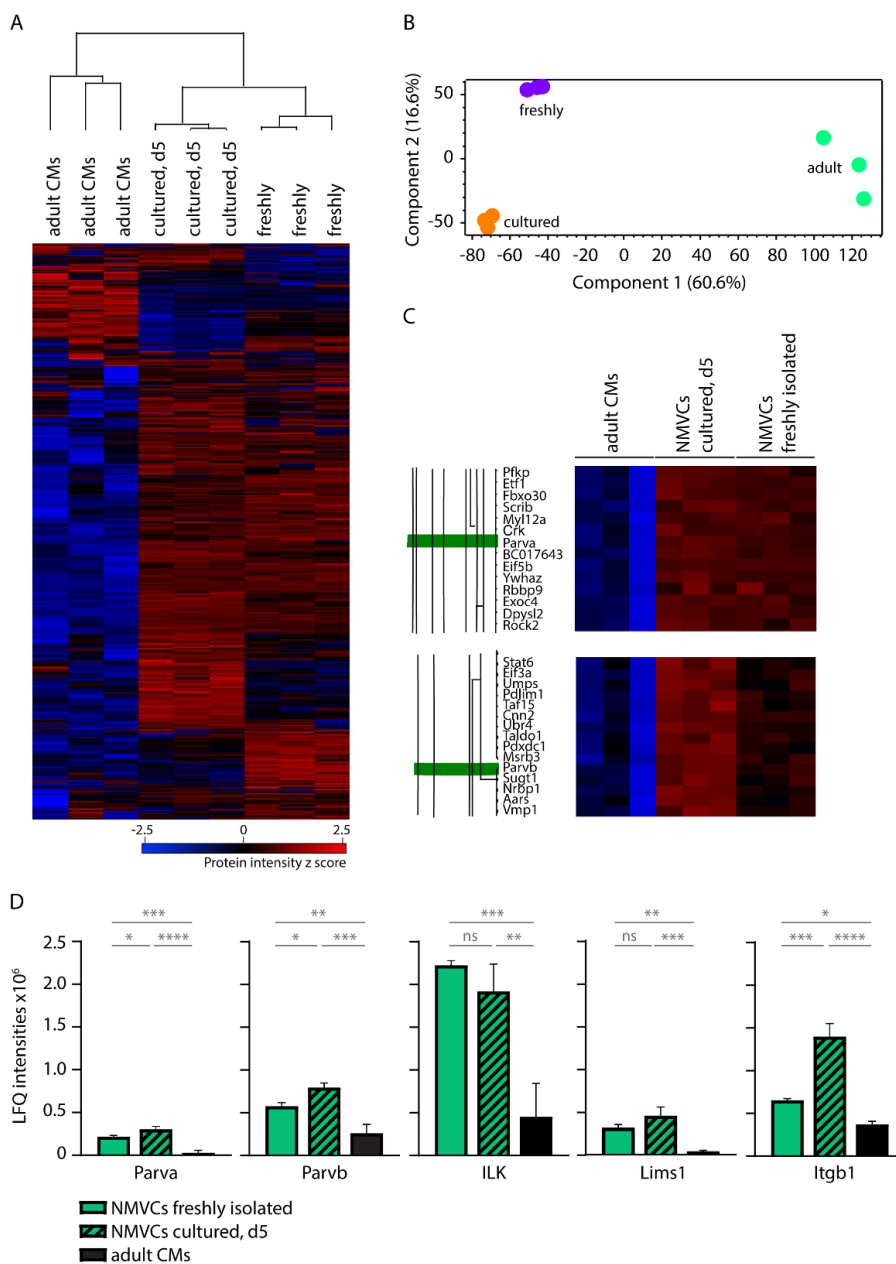 A
adult CMs
adult CMs
adult CMs
cultured, d5
cultured, d5
cultured, d5
freshly
freshly
freshly
-2.5
0
2.5
Protein intensity z score
B
Component 2 (16.6%)
50
0
-50
freshly
cultured
adult
-80
-60
-40
-20
0
20
40
60
80
100
120
Component 1 (60.6%)
C
adult CMs
NMVCs
cultured, d5
NMVCs
freshly isolated
Pfkp
Etf1
Fbxo30
Scrib
Myl12a
Crk
Parva
BC017643
Eif5b
Ywhaz
Rbbp9
Exoc4
Dpysl2
Rock2
Stat6
Eif3a
Umps
Pdlim1
Taf15
Cnn2
Ubr4
Taldo1
Pdxdc1
Msrb3
Parvb
Sugt1
Nrbp1
Aars
Vmp1
D
LFQ intensities x10⁶
2.5
2.0
1.5
1.0
0.5
0
***
* ****
Parva
**
* ***
Parvb
***
ns **
ILK
**
ns ***
Lims1
*
*** ****
Itgb1
NMVCs freshly isolated
NMVCs cultured, d5
adult CMs